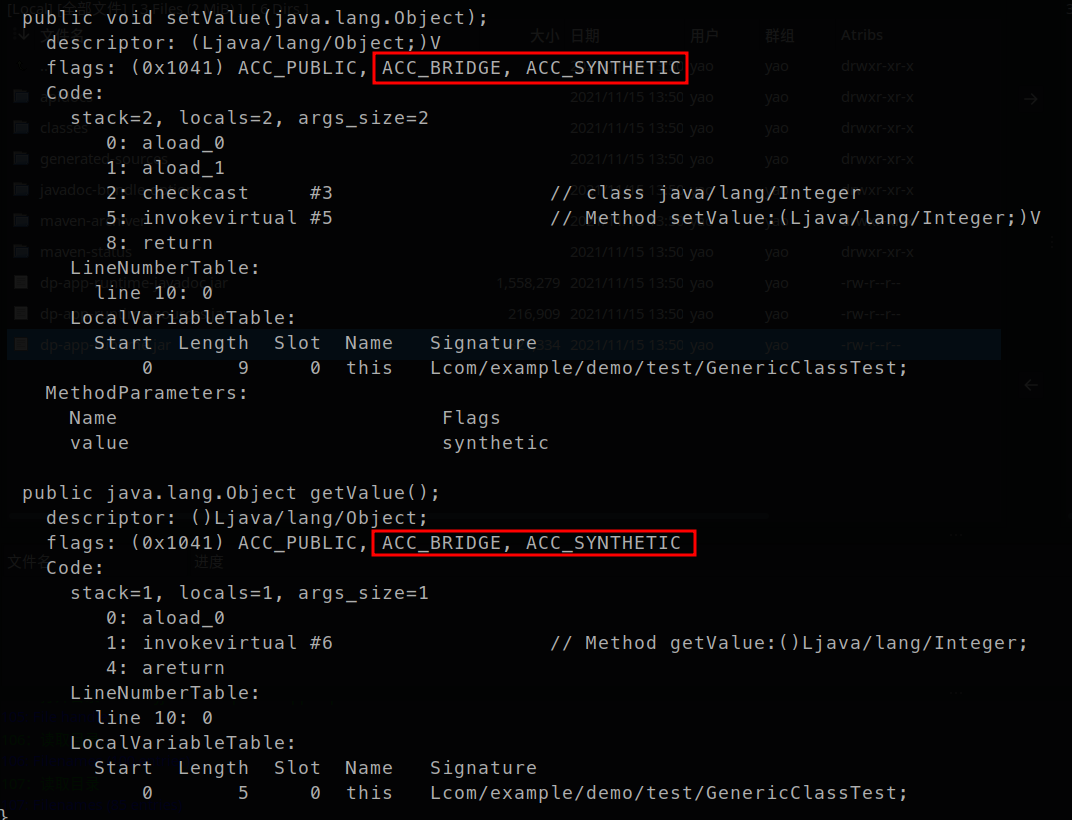 public void setValue(java.lang.Object);
descriptor: (Ljava/lang/Object;)V
flags: (0x1041) ACC_PUBLIC, ACC_BRIDGE, ACC_SYNTHETIC
Code:
stack=2, locals=2, args_size=2
0: aload_0
1: aload_1
2: checkcast #3 // class java/lang/Integer
5: invokevirtual #5 // Method setValue:(Ljava/lang/Integer;)V
8: return
LineNumberTable:
line 10: 0
LocalVariableTable:
Start Length Slot Name Signature
0 9 0 this Lcom/example/demo/test/GenericClassTest;
MethodParameters:
Name Flags
value synthetic
public java.lang.Object getValue();
descriptor: ()Ljava/lang/Object;
flags: (0x1041) ACC_PUBLIC, ACC_BRIDGE, ACC_SYNTHETIC
Code:
stack=1, locals=1, args_size=1
0: aload_0
1: invokevirtual #6 // Method getValue:()Ljava/lang/Integer;
4: areturn
LineNumberTable:
line 10: 0
LocalVariableTable:
Start Length Slot Name Signature
0 5 0 this Lcom/example/demo/test/GenericClassTest;
}